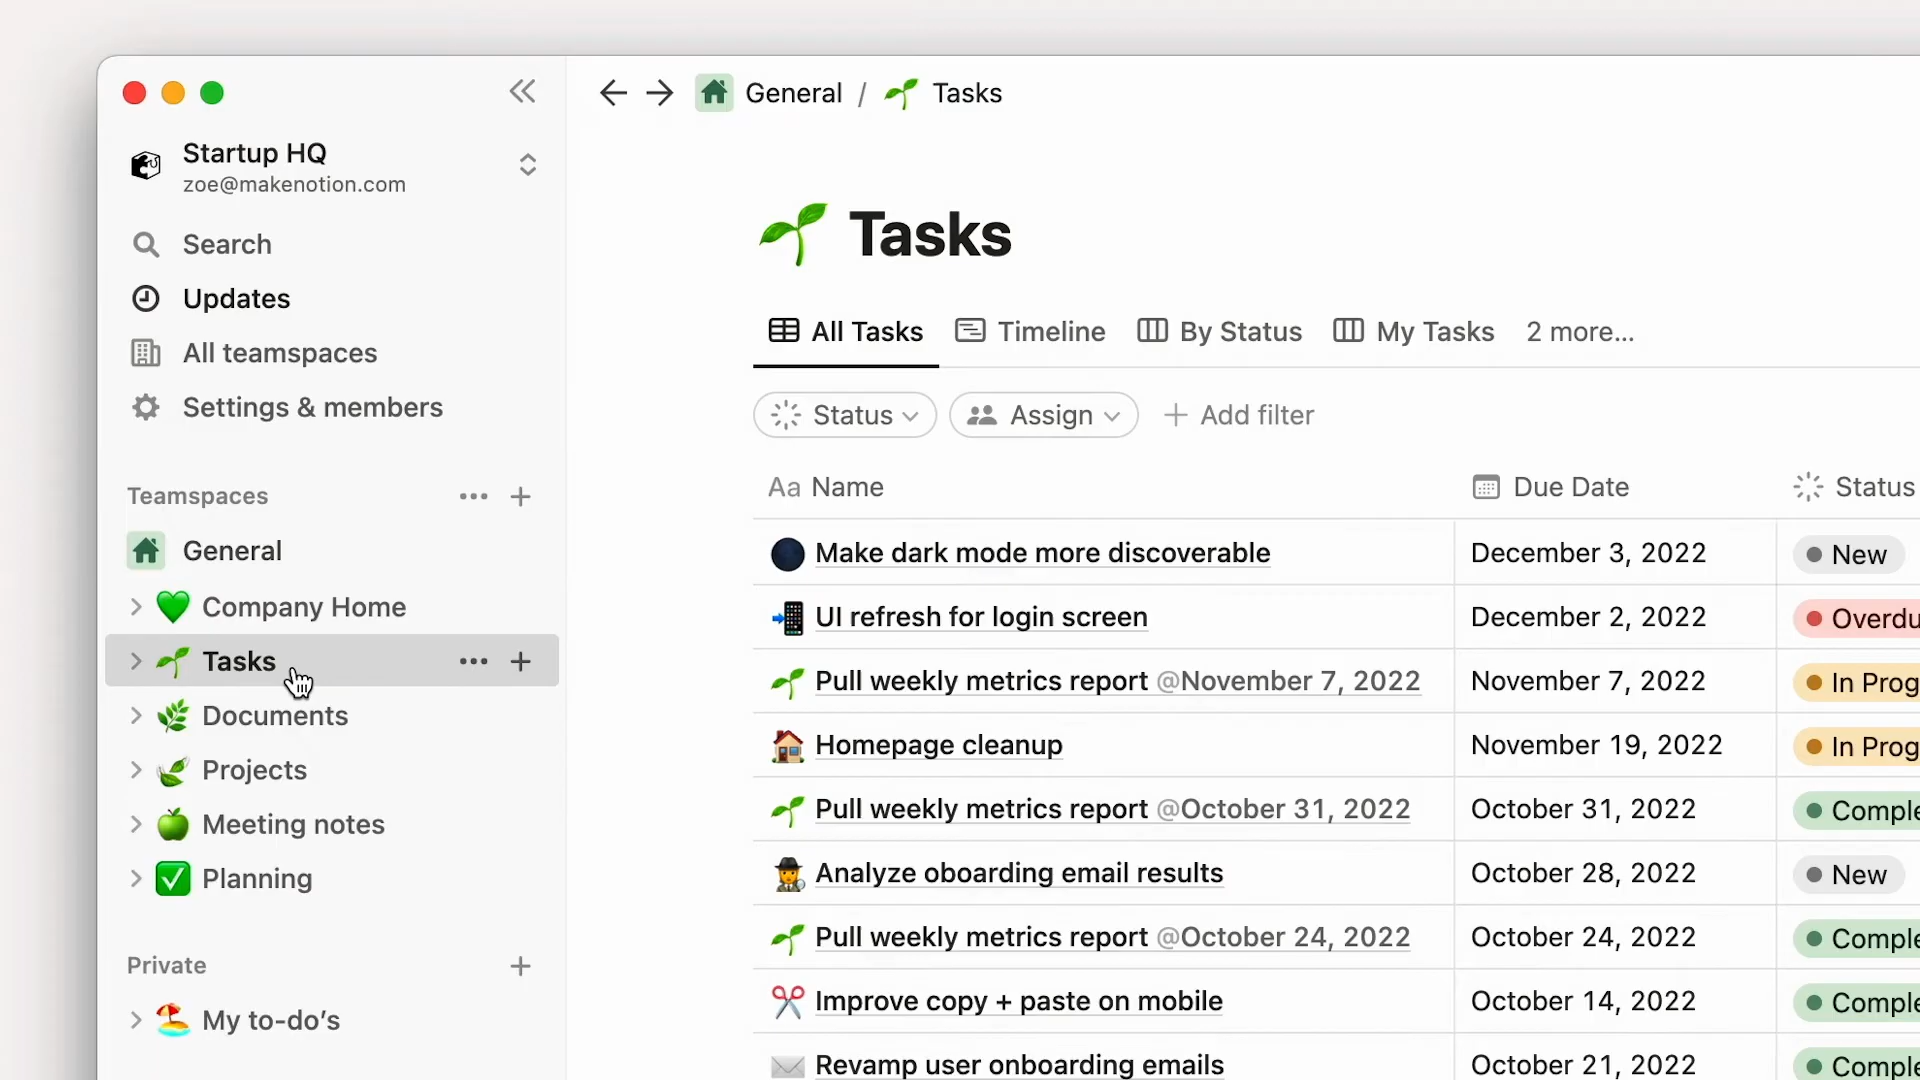 General / Tasks
Startup HQ
zoe@makenotion.com
Search
Updates
All teamspaces
Settings & members
Teamspaces
General
Company Home
Tasks
Documents
Projects
Meeting notes
Planning
Private
My to-do’s
Tasks
All Tasks Timeline By Status My Tasks 2 more...
Status Assign + Add filter
Aa Name Due Date Status
Make dark mode more discoverable December 3, 2022 New
UI refresh for login screen December 2, 2022 Overdu
Pull weekly metrics report @November 7, 2022 November 7, 2022 In Prog
Homepage cleanup November 19, 2022 In Prog
Pull weekly metrics report @October 31, 2022 October 31, 2022 Comple
Analyze oboarding email results October 28, 2022 New
Pull weekly metrics report @October 24, 2022 October 24, 2022 Comple
Improve copy + paste on mobile October 14, 2022 Comple
Revamp user onboarding emails October 21, 2022 Comple